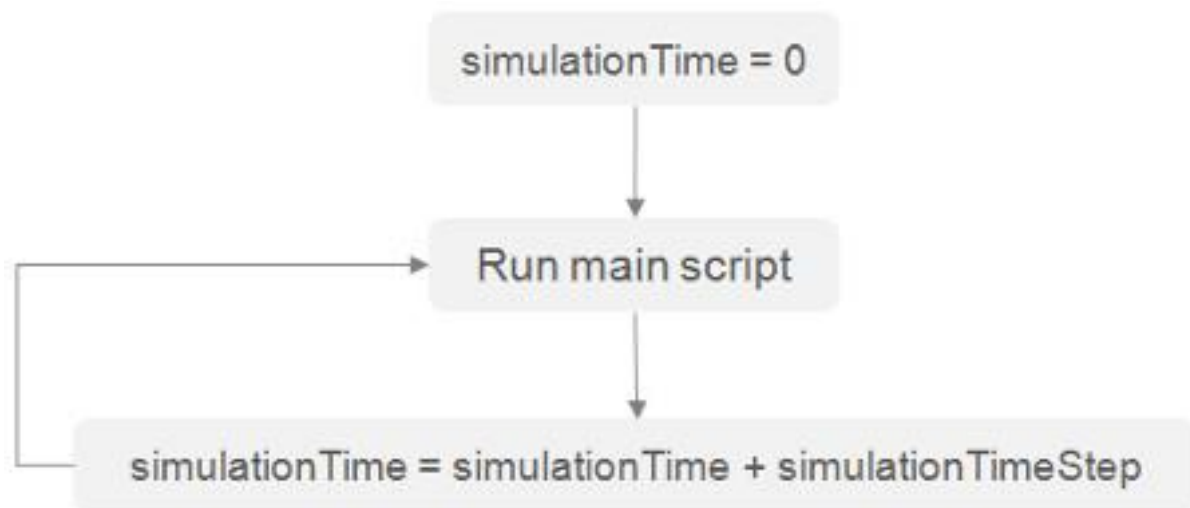 simulationTime = 0
Run main script
simulationTime = simulationTime + simulationTimeStep